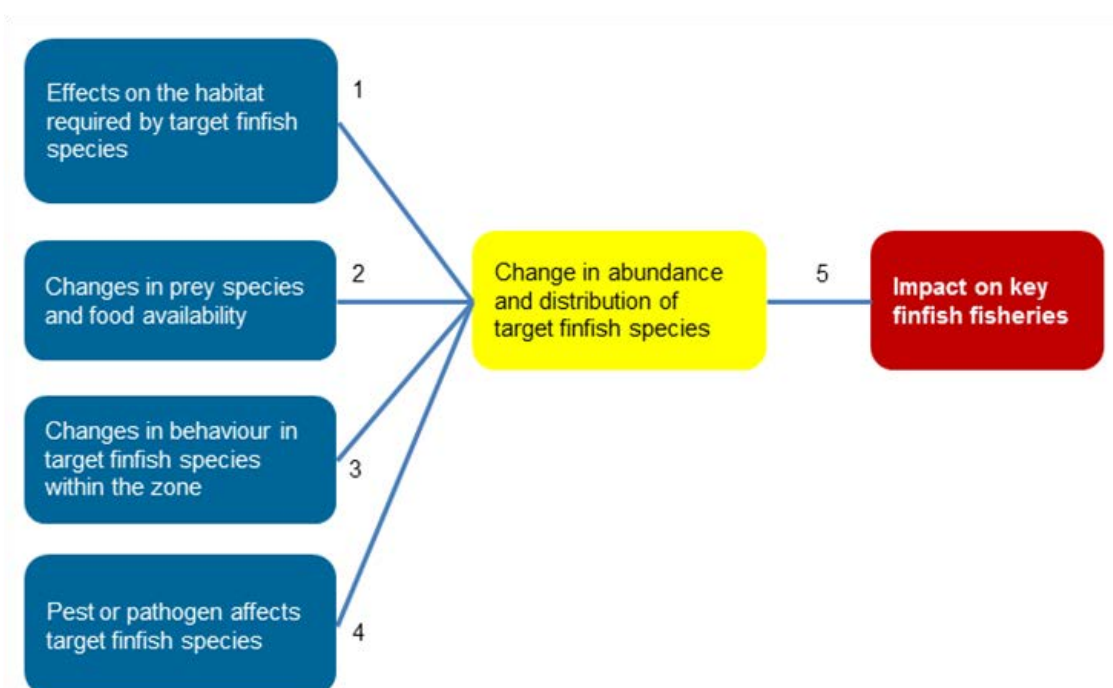 Effects on the habitat
required by target finfish
species
1
Changes in prey species
and food availability
2
Changes in behaviour in
target finfish species
within the zone
3
Pest or pathogen affects
target finfish species
4
Change in abundance
and distribution of
target finfish species
5
Impact on key
finfish fisheries